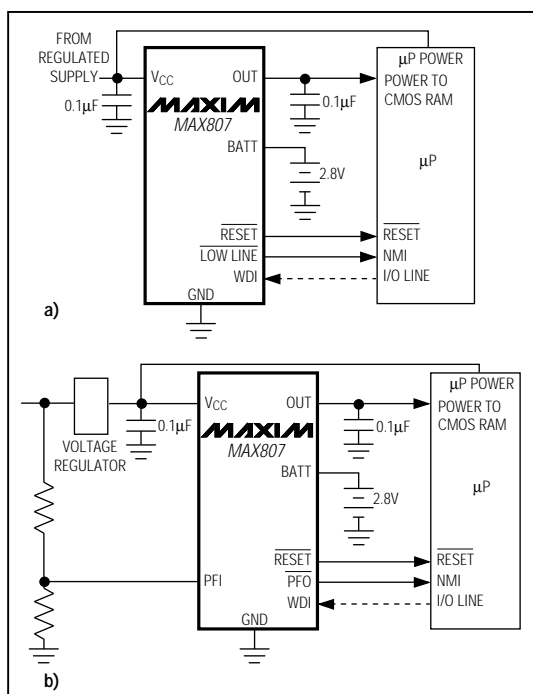 FROM
REGULATED
SUPPLY
0.1µF
VCC
OUT
MAXIM
MAX807
BATT
RESET
LOW LINE
WDI
GND
0.1µF
2.8V
µP POWER
POWER TO
CMOS RAM
µP
RESET
NMI
I/O LINE
a)
VOLTAGE
REGULATOR
0.1µF
VCC
OUT
MAXIM
MAX807
BATT
RESET
PFI
PFO
WDI
GND
0.1µF
2.8V
µP POWER
POWER TO
CMOS RAM
µP
RESET
NMI
I/O LINE
b)